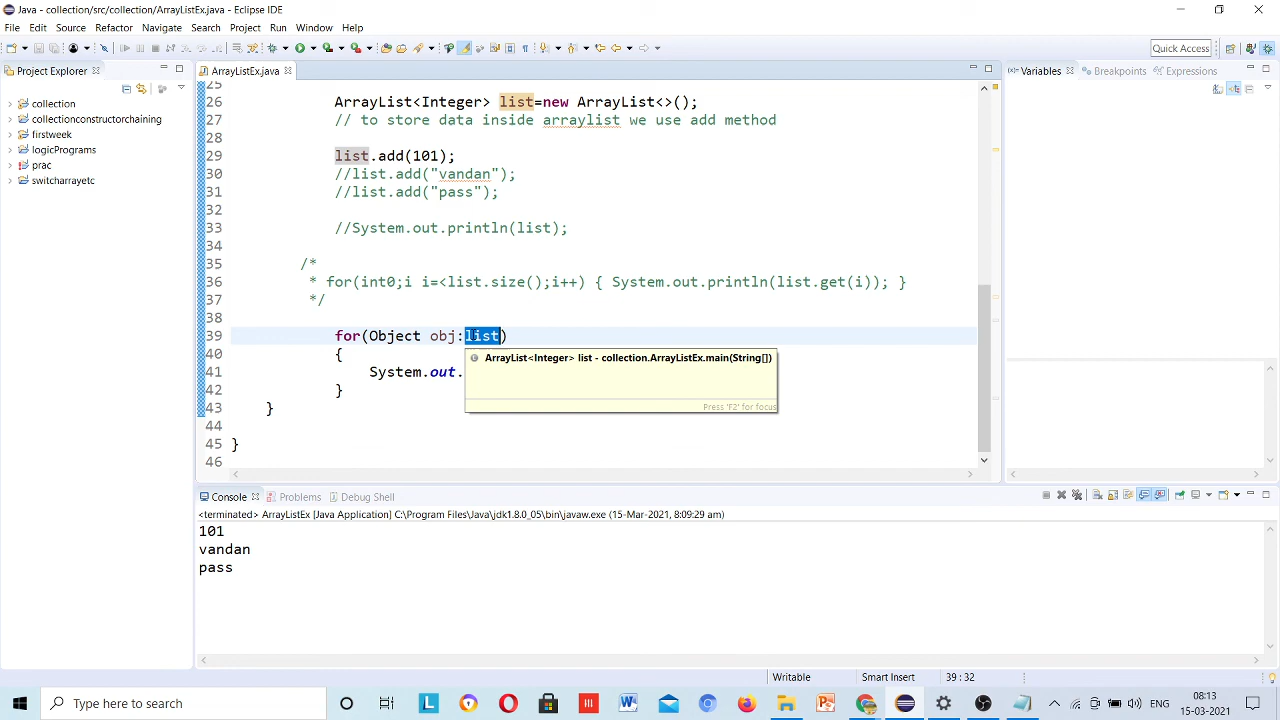 Java - collection/src/collection/ArrayListEx.java - Eclipse IDE
File Edit Source Refactor Navigate Search Project Run Window Help
Quick Access
Project Explorer
ArrayListEx.java
Variables
Breakpoints
Expressions
collection
collectionconstructorchaining
firstweek
logicPrograms
prac
switcharrayetc
25
26 ArrayList<Integer> list=new ArrayList<>();
27 // to store data inside arraylist we use add method
28
29 list.add(101);
30 //list.add("vandan");
31 //list.add("pass");
32
33 //System.out.println(list);
34
35 /*
36 * for(int0;i i=<list.size();i++) { System.out.println(list.get(i)); }
37 */
38
39 for(Object obj:list)
40 {
ArrayList<Integer> list - collection.ArrayListEx.main(String[])
41 System.out.
42 }
Press 'F2' for focus
43 }
44
45 }
46
Console
Problems
Debug Shell
<terminated> ArrayListEx [Java Application] C:\Program Files\Java\jdk1.8.0_05\bin\javaw.exe (15-Mar-2021, 8:09:29 am)
101
vandan
pass
Writable
Smart Insert
39 : 32
Type here to search
ENG
08:13
15-03-2021